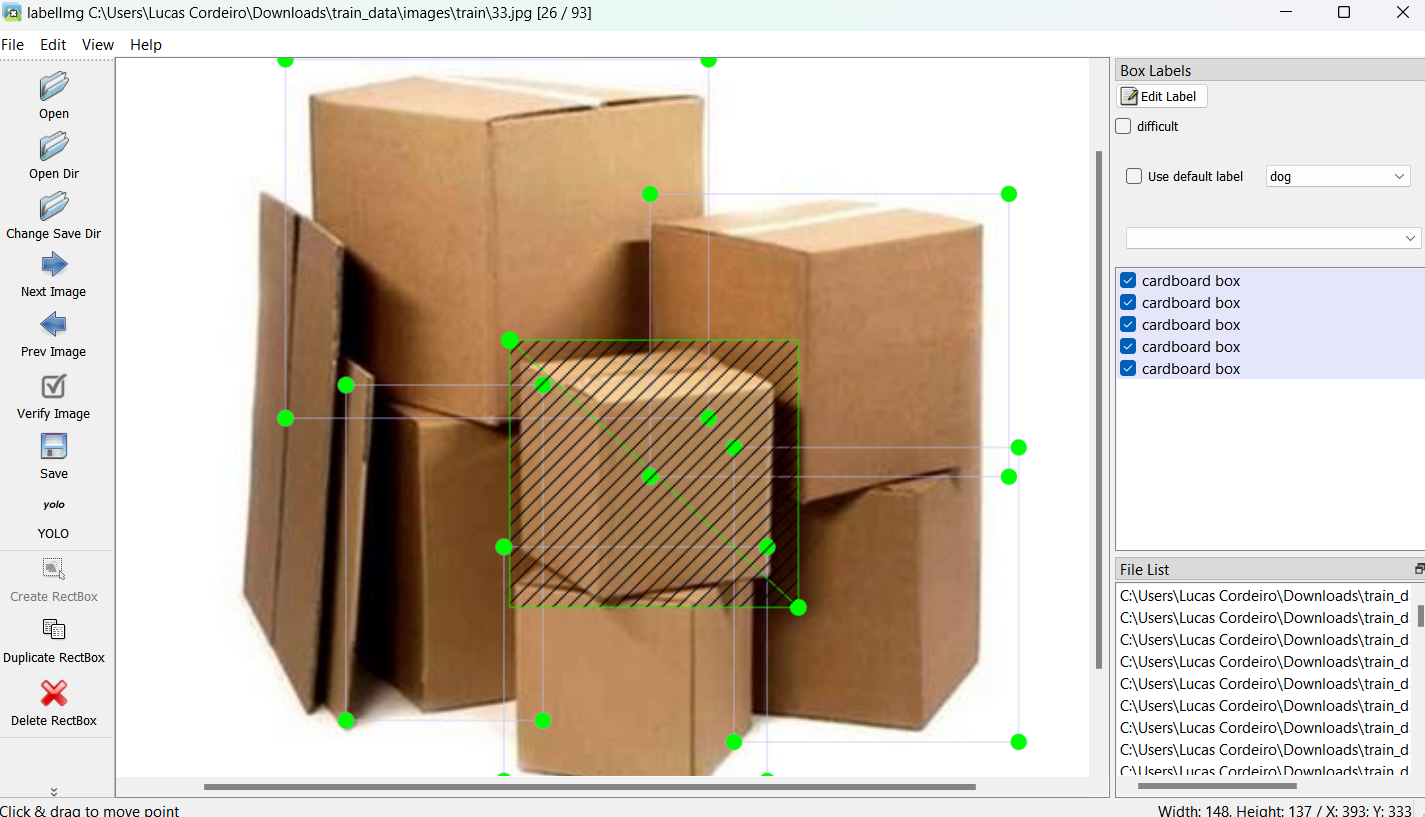 labelImg C:\Users\Lucas Cordeiro\Downloads\train_data\images\train\33.jpg [26 / 93]
File Edit View Help
Open
Open Dir
Change Save Dir
Next Image
Prev Image
Verify Image
Save
yolo
YOLO
Create RectBox
Duplicate RectBox
Delete RectBox
Box Labels
Edit Label
difficult
Use default label dog
cardboard box
cardboard box
cardboard box
cardboard box
cardboard box
File List
C:\Users\Lucas Cordeiro\Downloads\train_d
C:\Users\Lucas Cordeiro\Downloads\train_d
C:\Users\Lucas Cordeiro\Downloads\train_d
C:\Users\Lucas Cordeiro\Downloads\train_d
C:\Users\Lucas Cordeiro\Downloads\train_d
C:\Users\Lucas Cordeiro\Downloads\train_d
C:\Users\Lucas Cordeiro\Downloads\train_d
C:\Users\Lucas Cordeiro\Downloads\train_d
C:\Users\Lucas Cordeiro\Downloads\train_d
Click & drag to move point
Width: 148, Height: 137 / X: 393; Y: 333